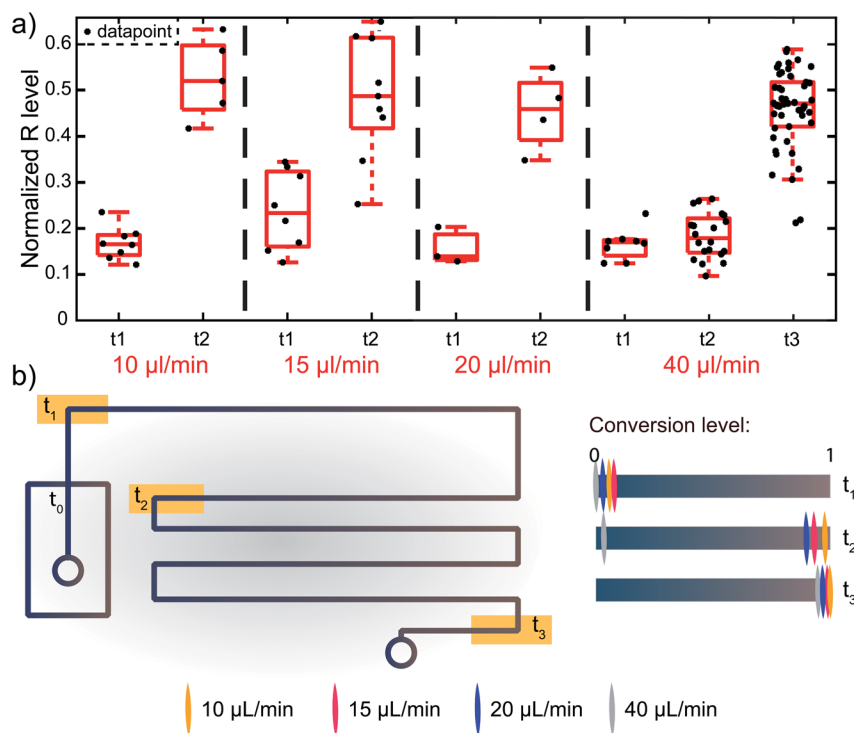 a)
datapoint
Normalized R level
0.6
0.5
0.4
0.3
0.2
0.1
0
t1 t2 t1 t2 t1 t2 t1 t2 t3
10 µl/min 15 µl/min 20 µl/min 40 µl/min
b)
t1
t0
t2
t3
Conversion level:
0 1
t1
t2
t3
10 µL/min 15 µL/min 20 µL/min 40 µL/min